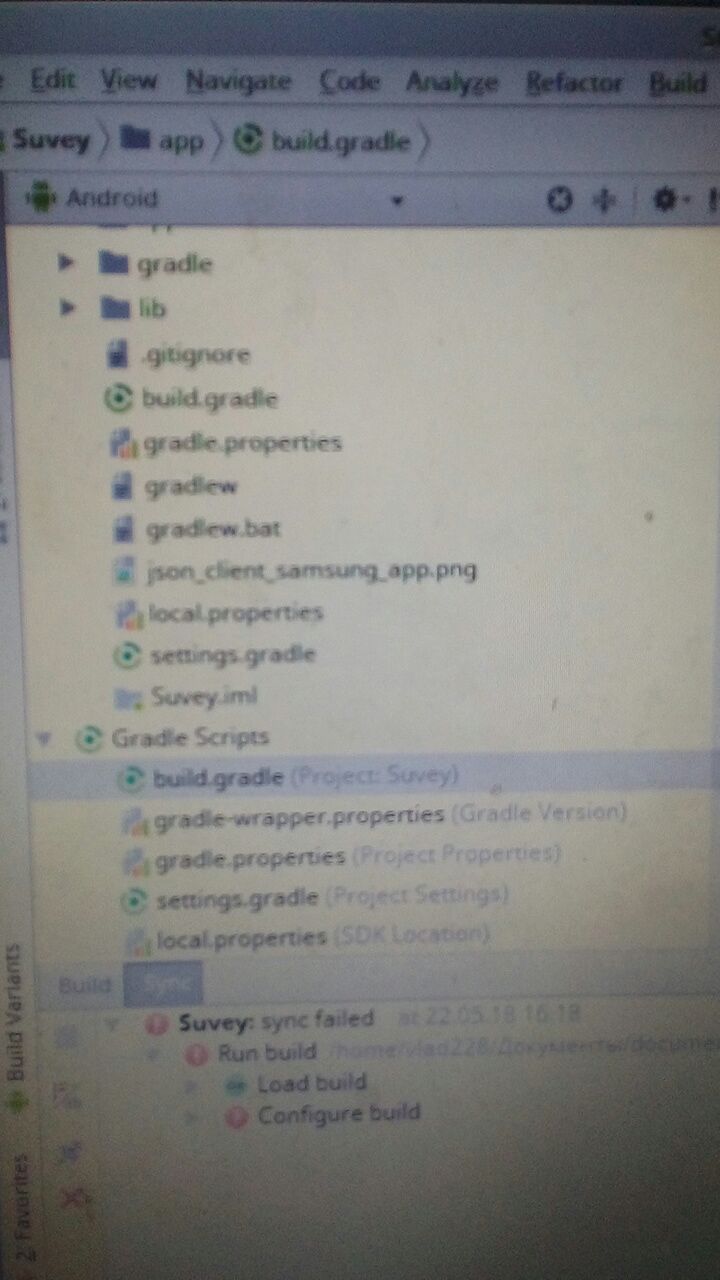 Edit View Navigate Code Analyze Refactor Build
Suvey app build.gradle
Android
gradle
lib
.gitignore
build.gradle
gradle.properties
gradlew
gradlew.bat
json_client_samsung_app.png
local.properties
settings.gradle
Suvey.iml
Gradle Scripts
build.gradle (Project: Suvey)
gradle-wrapper.properties (Gradle Version)
gradle.properties (Project Properties)
settings.gradle (Project Settings)
local.properties (SDK Location)
Build Sync
Suvey: sync failed at 22.05.18 16:18
Run build /home/vlad228/Документы/docume
Load build
Configure build
Build Variants
2: Favorites